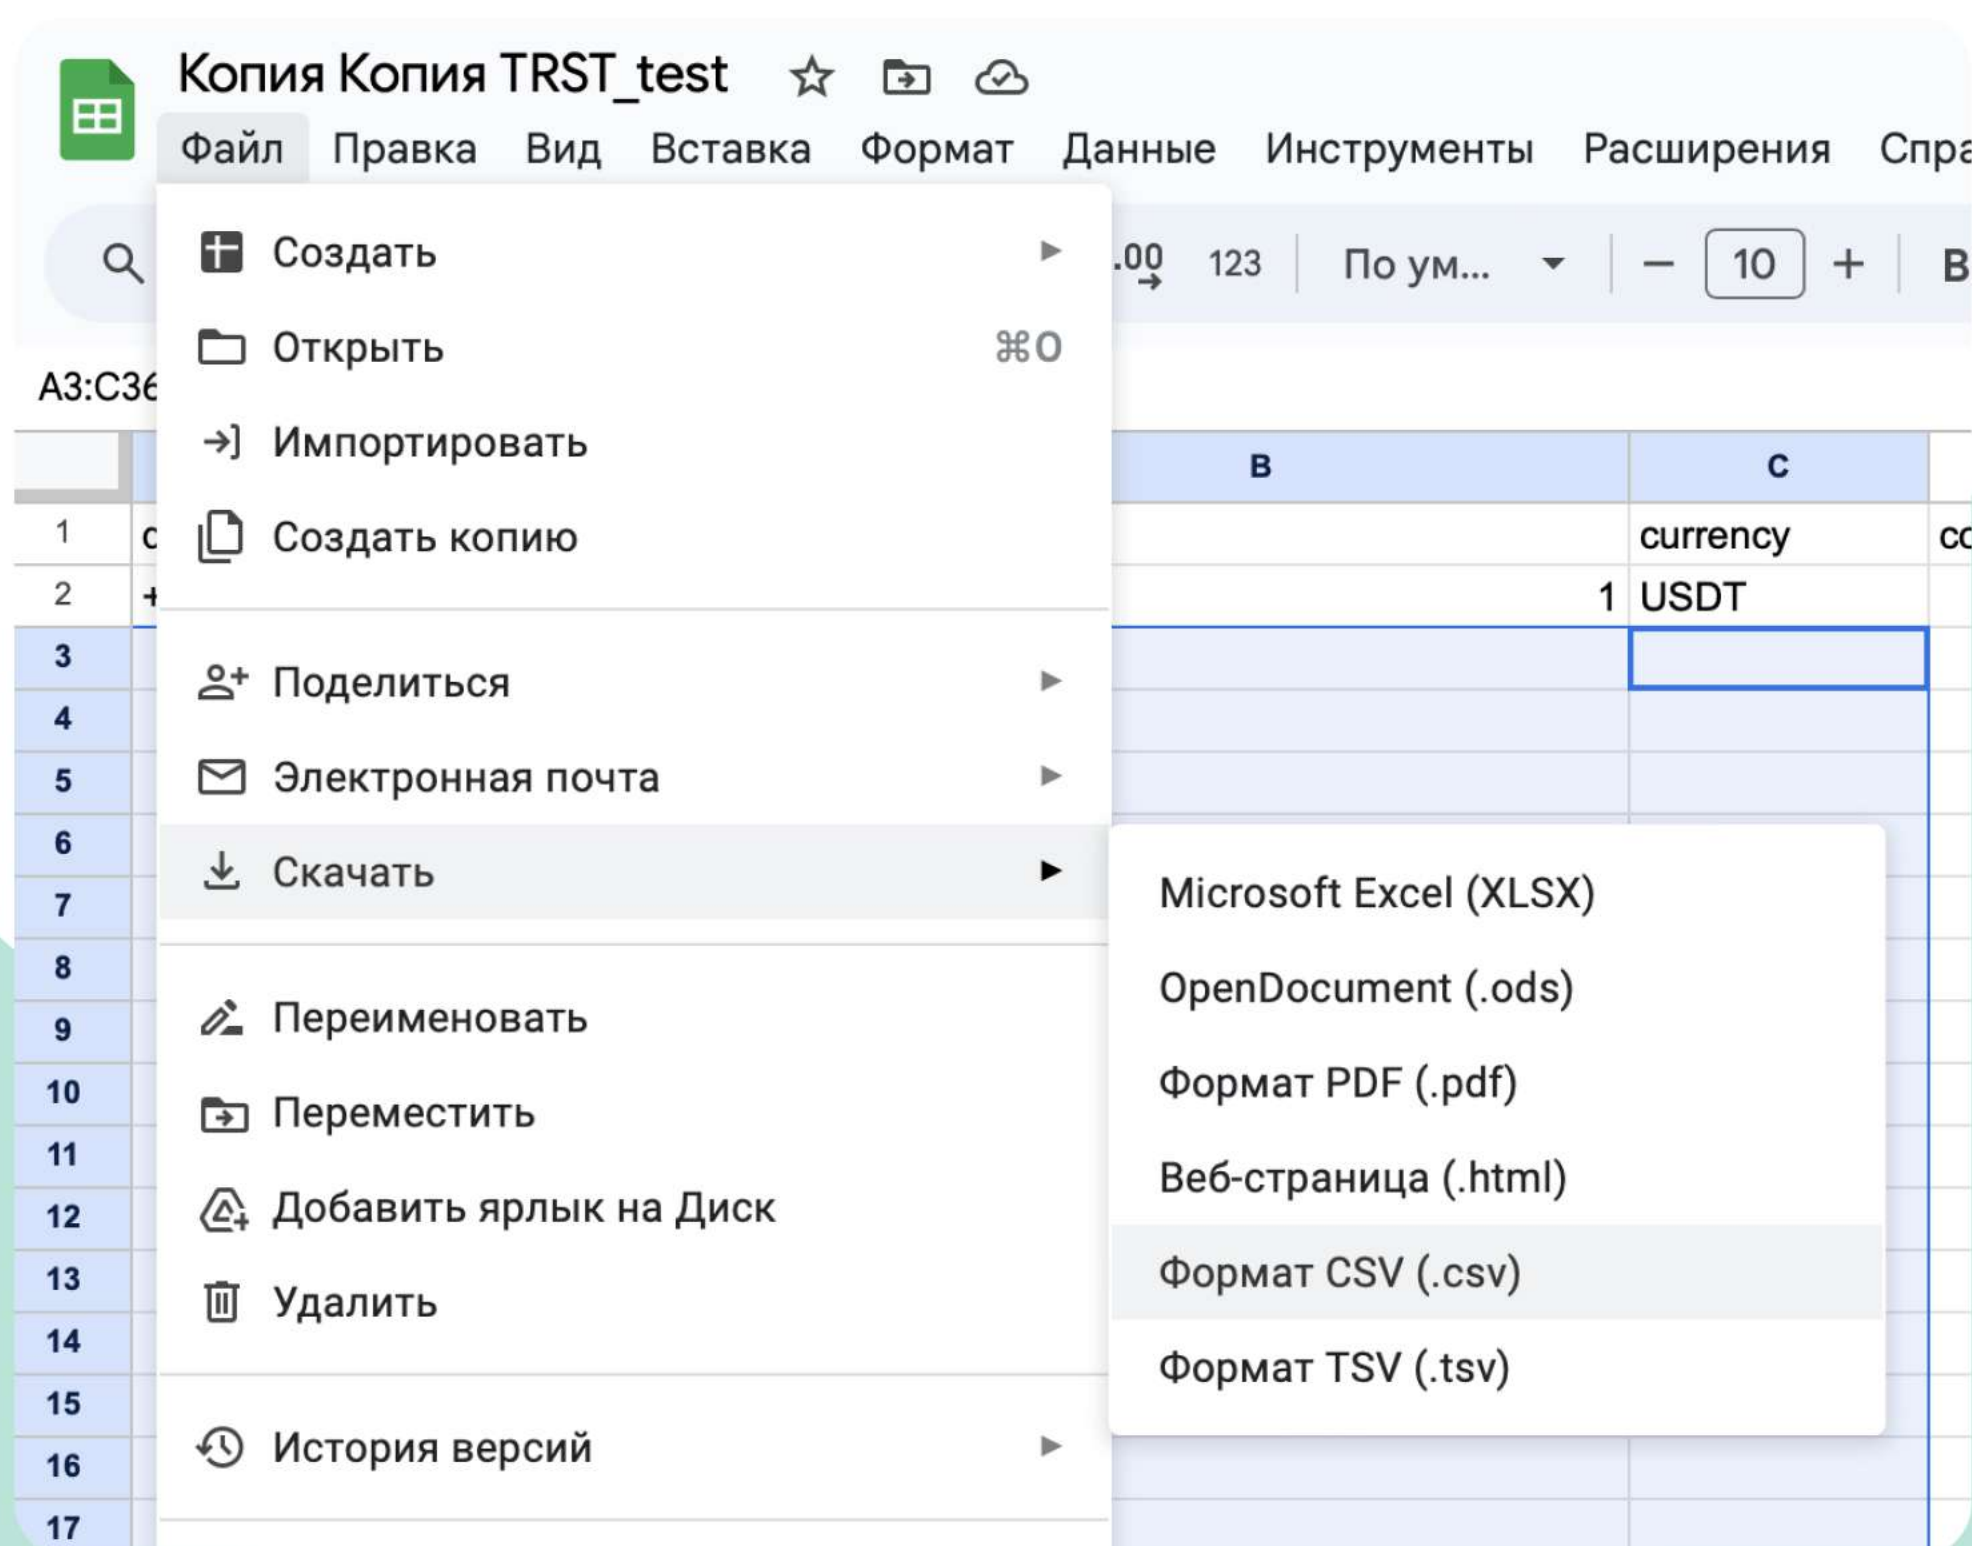 Копия Копия TRST_test
Файл Правка Вид Вставка Формат Данные Инструменты Расширения
.00 123 По ум... 10 B
Создать
Открыть ⌘O
A3:C36
Импортировать
B C
Создать копию
1 currency
2 1 USDT
3
Поделиться
4
5
Электронная почта
6
Скачать
7
Microsoft Excel (XLSX)
8
OpenDocument (.ods)
9
Переименовать
10
Формат PDF (.pdf)
Переместить
11
Веб-страница (.html)
12
Добавить ярлык на Диск
13
Формат CSV (.csv)
Удалить
14
Формат TSV (.tsv)
15
История версий
16
17